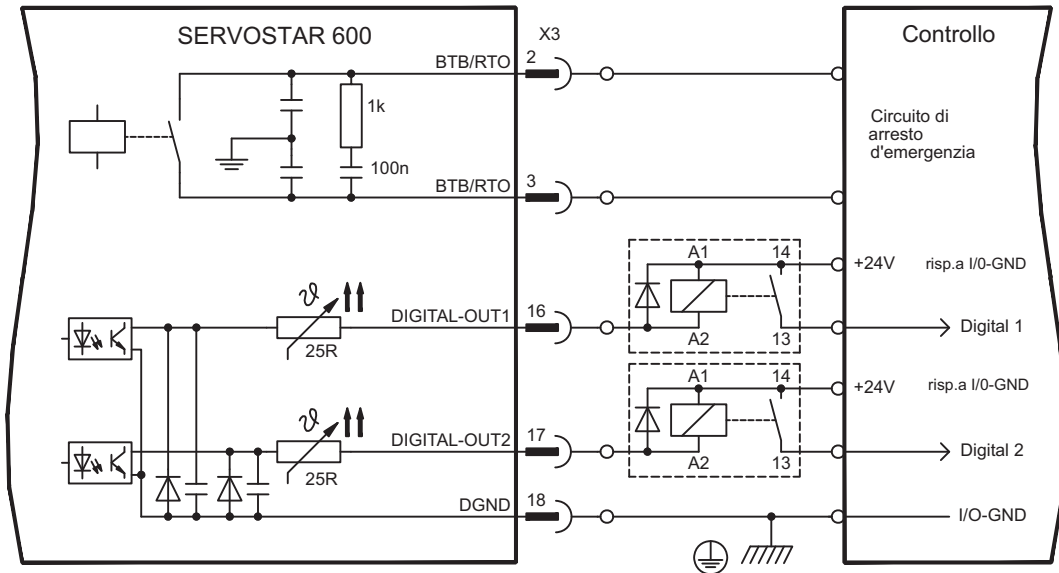 SERVOSTAR 600
X3
Controllo
BTB/RTO
2
1k
100n
Circuito di
arresto
d'emergenzia
BTB/RTO
3
A1
14
+24V
risp.a I/0-GND
DIGITAL-OUT1
16
25R
A2
13
Digital 1
A1
14
+24V
risp.a I/0-GND
DIGITAL-OUT2
17
25R
A2
13
Digital 2
DGND
18
I/O-GND